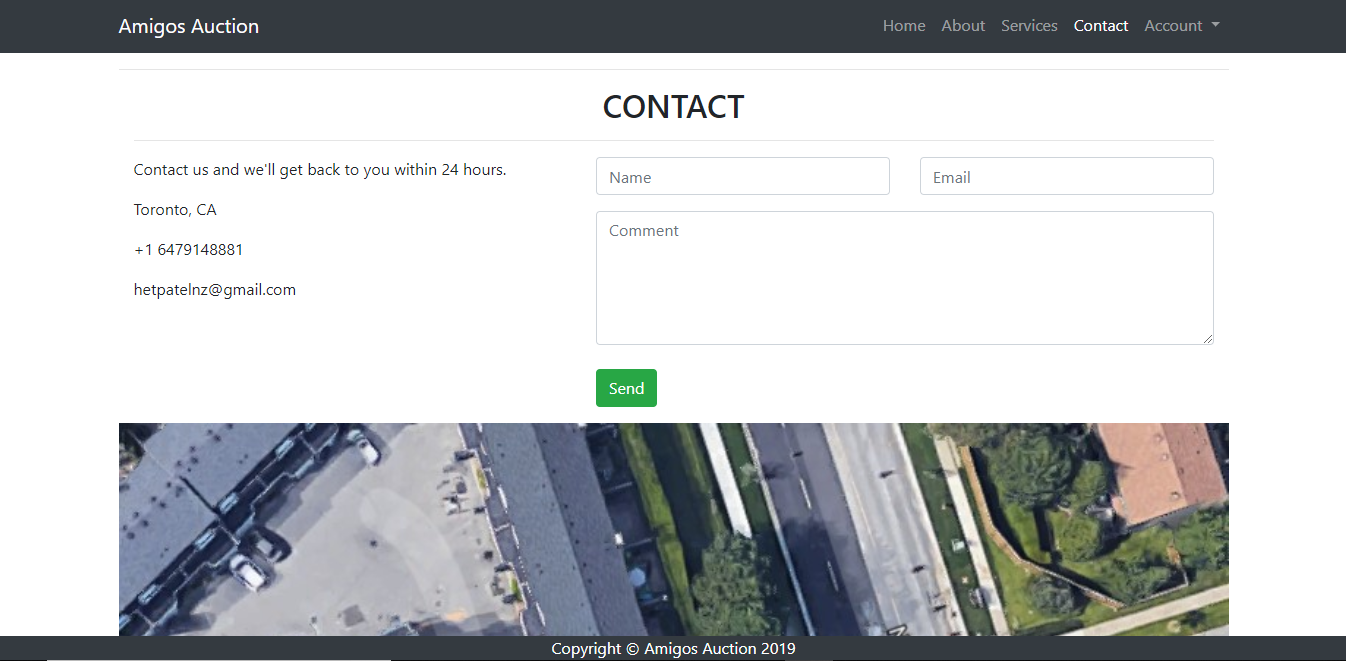 Amigos Auction
Home About Services Contact Account
CONTACT
Contact us and we'll get back to you within 24 hours.
Toronto, CA
+1 6479148881
hetpatelnz@gmail.com
Name
Email
Comment
Send
Copyright © Amigos Auction 2019